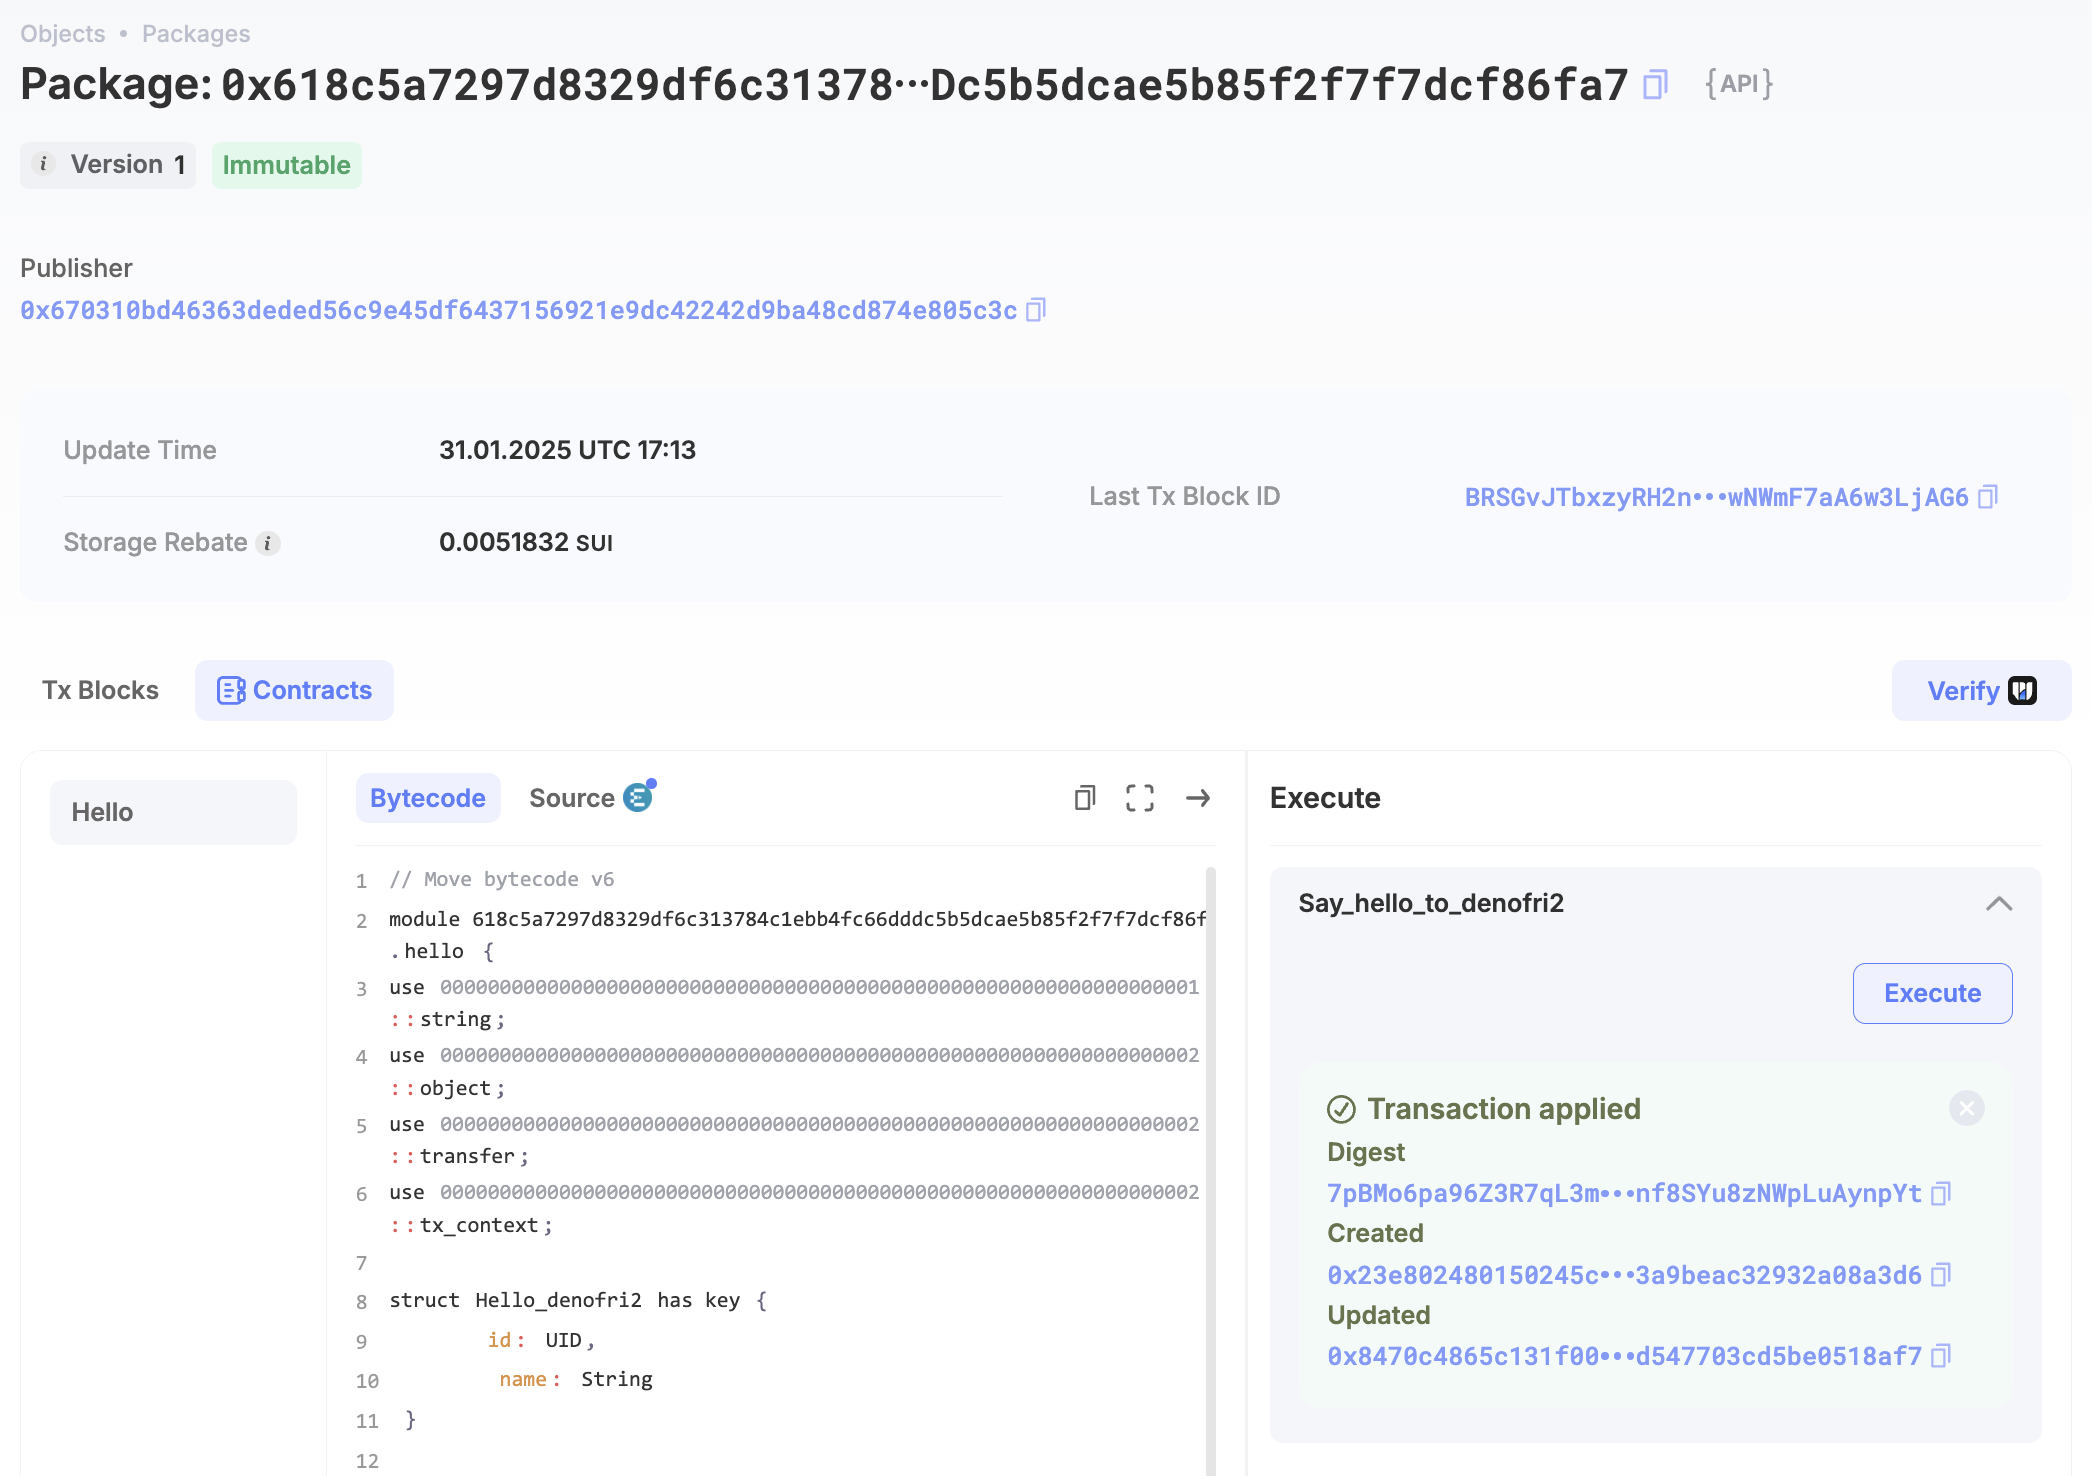 Objects • Packages
Package: 0x618c5a7297d8329df6c31378···Dc5b5dcae5b85f2f7f7dcf86fa7 {API}
i Version 1 Immutable
Publisher
0x670310bd46363deded56c9e45df6437156921e9dc42242d9ba48cd874e805c3c
Update Time 31.01.2025 UTC 17:13
Storage Rebate i 0.0051832 SUI
Last Tx Block ID BRSGvJTbxzyRH2n•••wNWmF7aA6w3LjAG6
Tx Blocks Contracts Verify
Hello
Bytecode Source
1 // Move bytecode v6
2 module 618c5a7297d8329df6c313784c1ebb4fc66dddc5b5dcae5b85f2f7f7dcf86f
.hello {
3 use 0000000000000000000000000000000000000000000000000000000000000001
::string;
4 use 0000000000000000000000000000000000000000000000000000000000000002
::object;
5 use 0000000000000000000000000000000000000000000000000000000000000002
::transfer;
6 use 0000000000000000000000000000000000000000000000000000000000000002
::tx_context;
7
8 struct Hello_denofri2 has key {
9 id: UID,
10 name: String
11 }
12
Execute
Say_hello_to_denofri2
Execute
Transaction applied
Digest
7pBMo6pa96Z3R7qL3m•••nf8SYu8zNWpLuAynpYt
Created
0x23e802480150245c•••3a9beac32932a08a3d6
Updated
0x8470c4865c131f00•••d547703cd5be0518af7